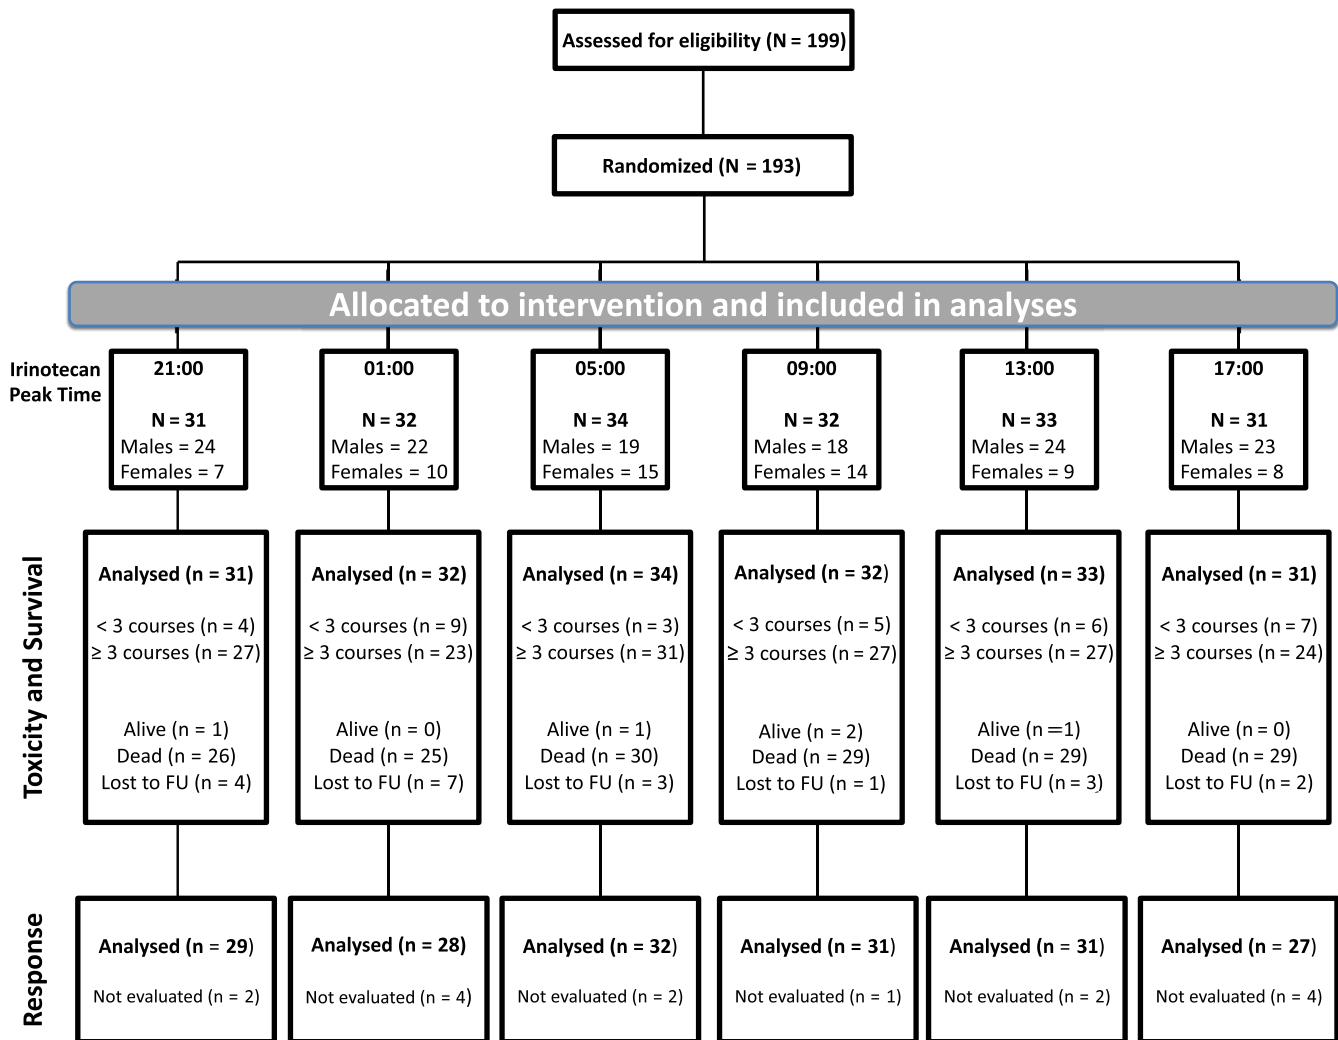 Assessed for eligibility (N = 199)
Randomized (N = 193)
Allocated to intervention and included in analyses
Irinotecan
Peak Time
21:00
N = 31
Males = 24
Females = 7
01:00
N = 32
Males = 22
Females = 10
05:00
N = 34
Males = 19
Females = 15
09:00
N = 32
Males = 18
Females = 14
13:00
N = 33
Males = 24
Females = 9
17:00
N = 31
Males = 23
Females = 8
Toxicity and Survival
Analysed (n = 31)
< 3 courses (n = 4)
≥ 3 courses (n = 27)
Alive (n = 1)
Dead (n = 26)
Lost to FU (n = 4)
Analysed (n = 32)
< 3 courses (n = 9)
≥ 3 courses (n = 23)
Alive (n = 0)
Dead (n = 25)
Lost to FU (n = 7)
Analysed (n = 34)
< 3 courses (n = 3)
≥ 3 courses (n = 31)
Alive (n = 1)
Dead (n = 30)
Lost to FU (n = 3)
Analysed (n = 32)
< 3 courses (n = 5)
≥ 3 courses (n = 27)
Alive (n = 2)
Dead (n = 29)
Lost to FU (n = 1)
Analysed (n = 33)
< 3 courses (n = 6)
≥ 3 courses (n = 27)
Alive (n =1)
Dead (n = 29)
Lost to FU (n = 3)
Analysed (n = 31)
< 3 courses (n = 7)
≥ 3 courses (n = 24)
Alive (n = 0)
Dead (n = 29)
Lost to FU (n = 2)
Response
Analysed (n = 29)
Not evaluated (n = 2)
Analysed (n = 28)
Not evaluated (n = 4)
Analysed (n = 32)
Not evaluated (n = 2)
Analysed (n = 31)
Not evaluated (n = 1)
Analysed (n = 31)
Not evaluated (n = 2)
Analysed (n = 27)
Not evaluated (n = 4)